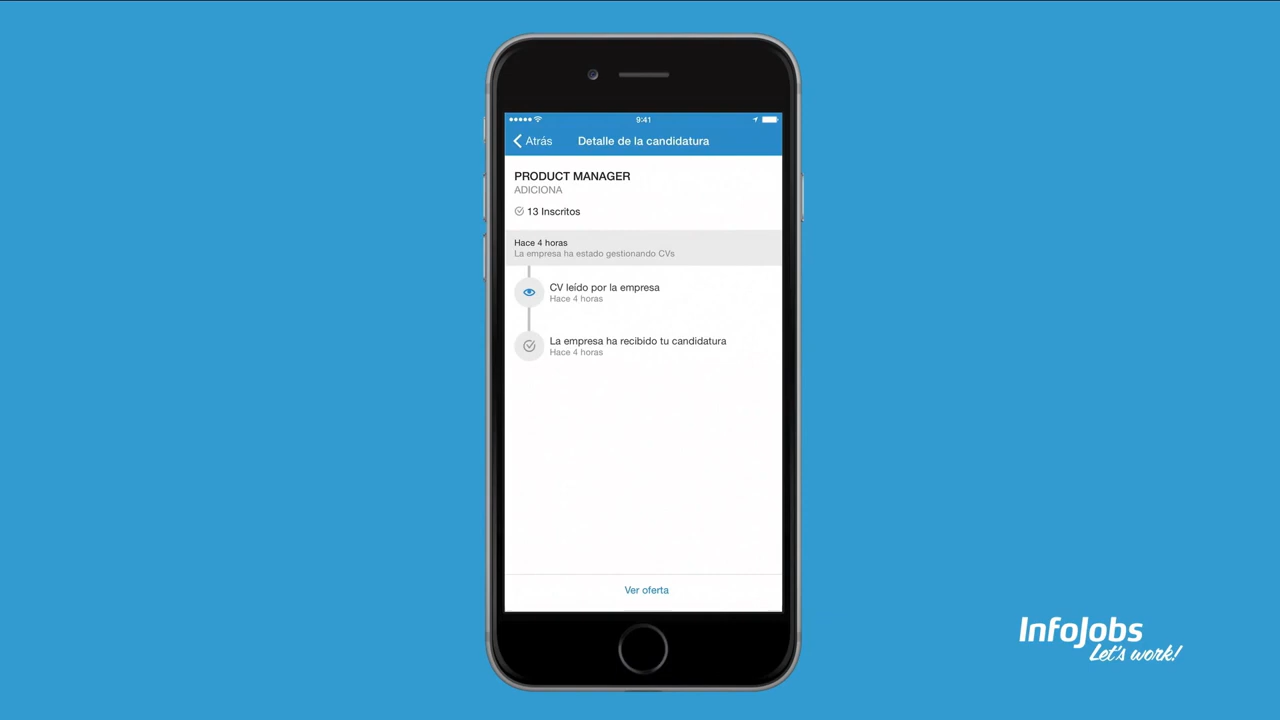 9:41
Atrás
Detalle de la candidatura
PRODUCT MANAGER
ADICIONA
13 Inscritos
Hace 4 horas
La empresa ha estado gestionando CVs
CV leído por la empresa
Hace 4 horas
La empresa ha recibido tu candidatura
Hace 4 horas
Ver oferta
InfoJobs
Let's work!